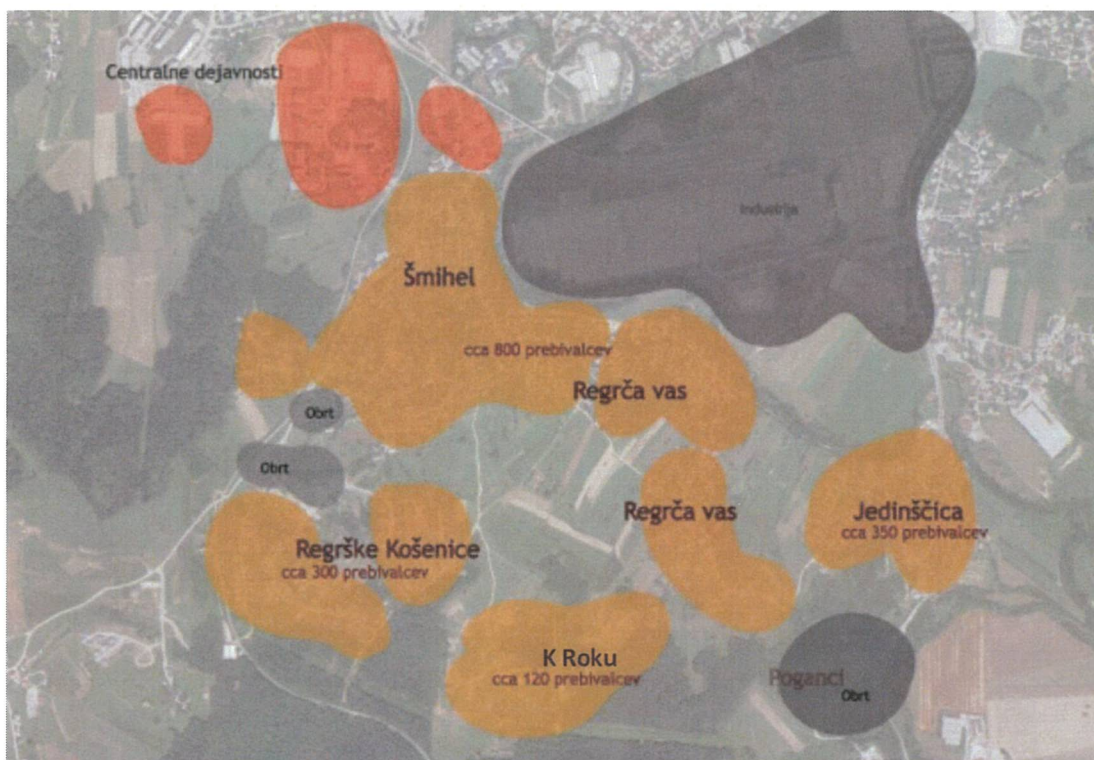 Centralne dejavnosti
Industrija
Šmihel
cca 800 prebivalcev
Regrča vas
Obrt
Obrt
Regrča vas
Jedinščica
cca 350 prebivalcev
Regrške Košenice
cca 300 prebivalcev
K Roku
cca 120 prebivalcev
Poganci
Obrt